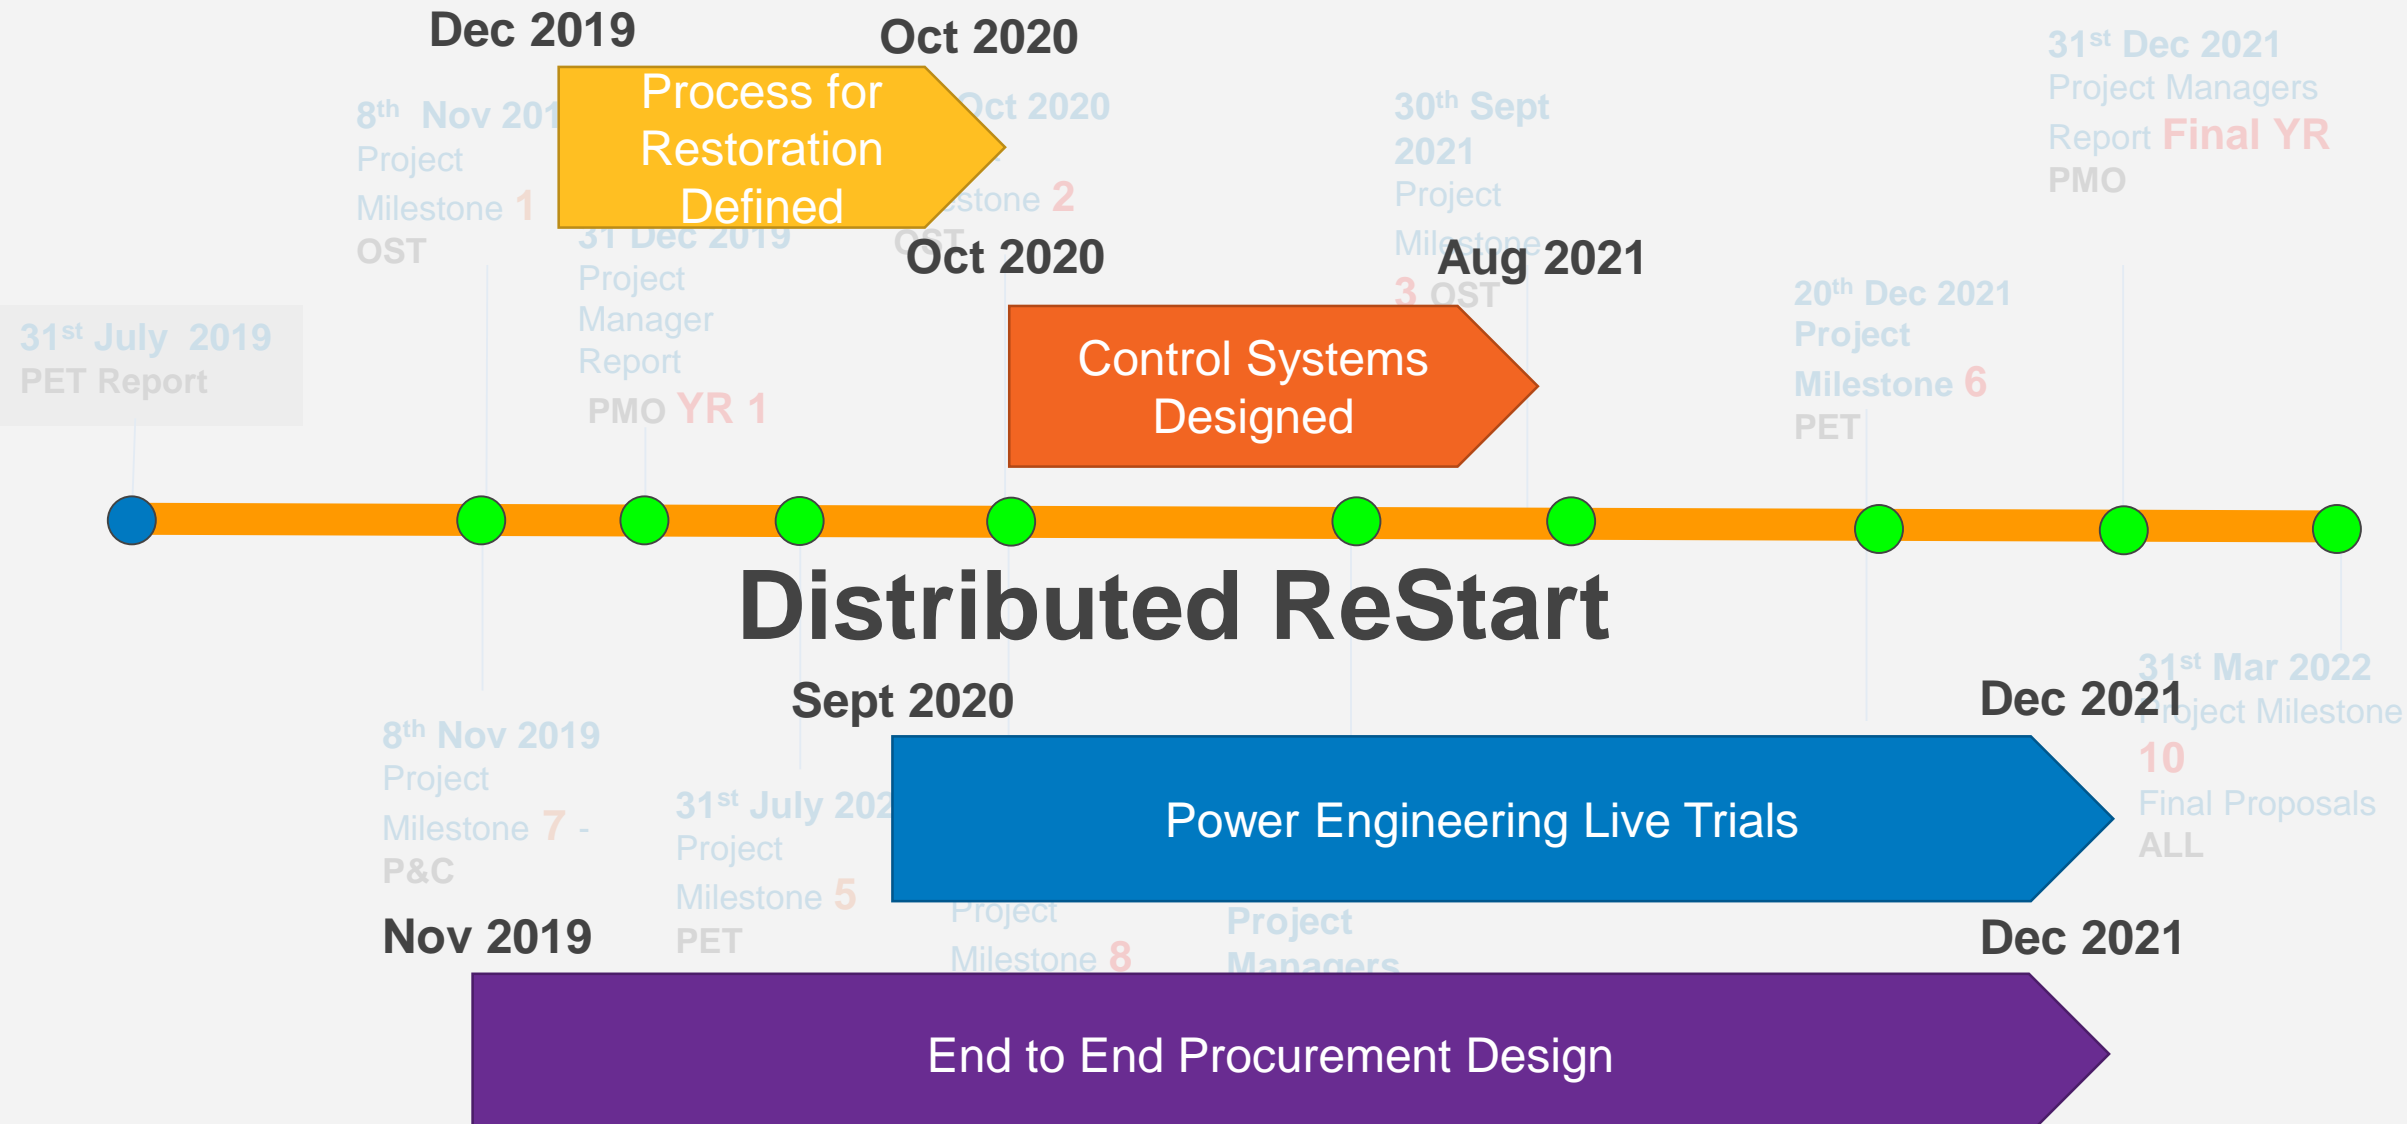 Dec 2019
Oct 2020
31st Dec 2021
Project Managers
Report Final YR
PMO
Process for
Restoration
Defined
8th Nov
Project
Milestone 1
OST
Oct 2020
2
OST
30th Sept
2021
Project
Milestone
3 OST
31 Dec 2019
Project
Manager
Report
PMO YR 1
Oct 2020
Aug 2021
Control Systems
Designed
31st July 2019
PET Report
20th Dec 2021
Project
Milestone 6
PET
Distributed ReStart
Sept 2020
Dec 2021
31st Mar 2022
Project Milestone
10
Final Proposals
ALL
Power Engineering Live Trials
8th Nov 2019
Project
Milestone 7 -
P&C
31st July
Project
Milestone 5
PET
Project
Milestone 8
Project
Managers
Nov 2019
Dec 2021
End to End Procurement Design